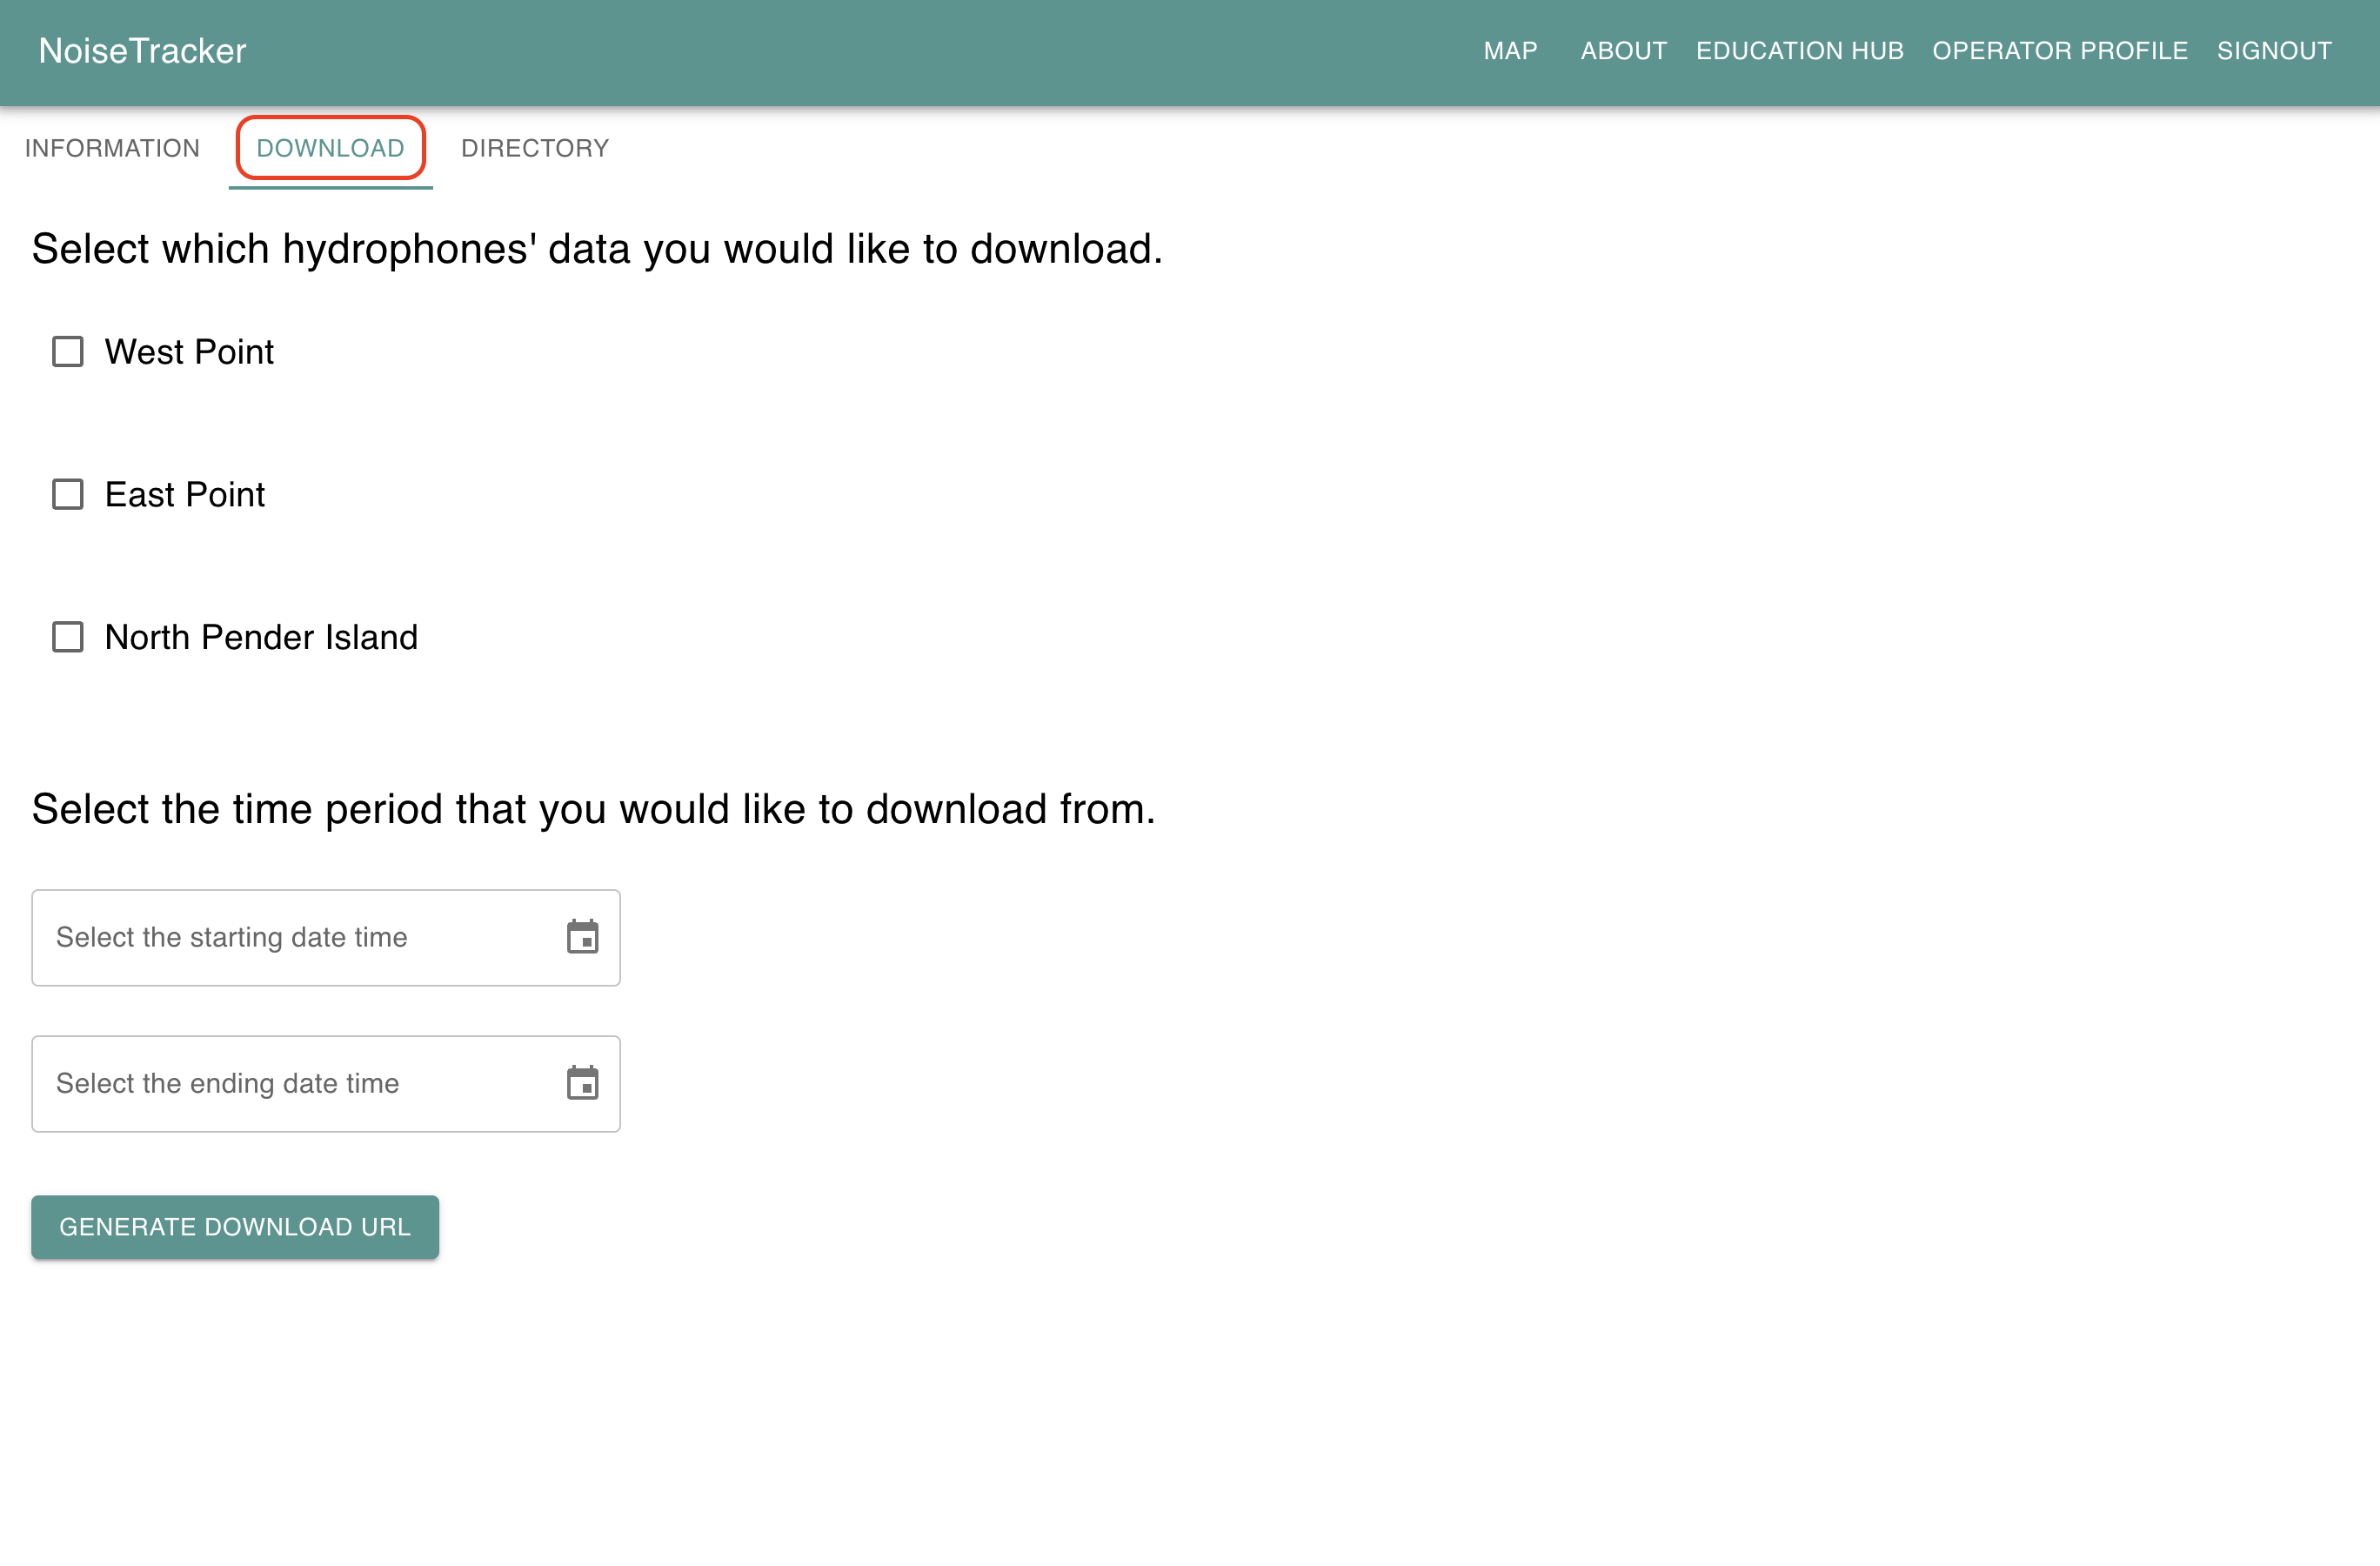 NoiseTracker
MAP ABOUT EDUCATION HUB OPERATOR PROFILE SIGNOUT
INFORMATION DOWNLOAD DIRECTORY
Select which hydrophones' data you would like to download.
West Point
East Point
North Pender Island
Select the time period that you would like to download from.
Select the starting date time
Select the ending date time
GENERATE DOWNLOAD URL